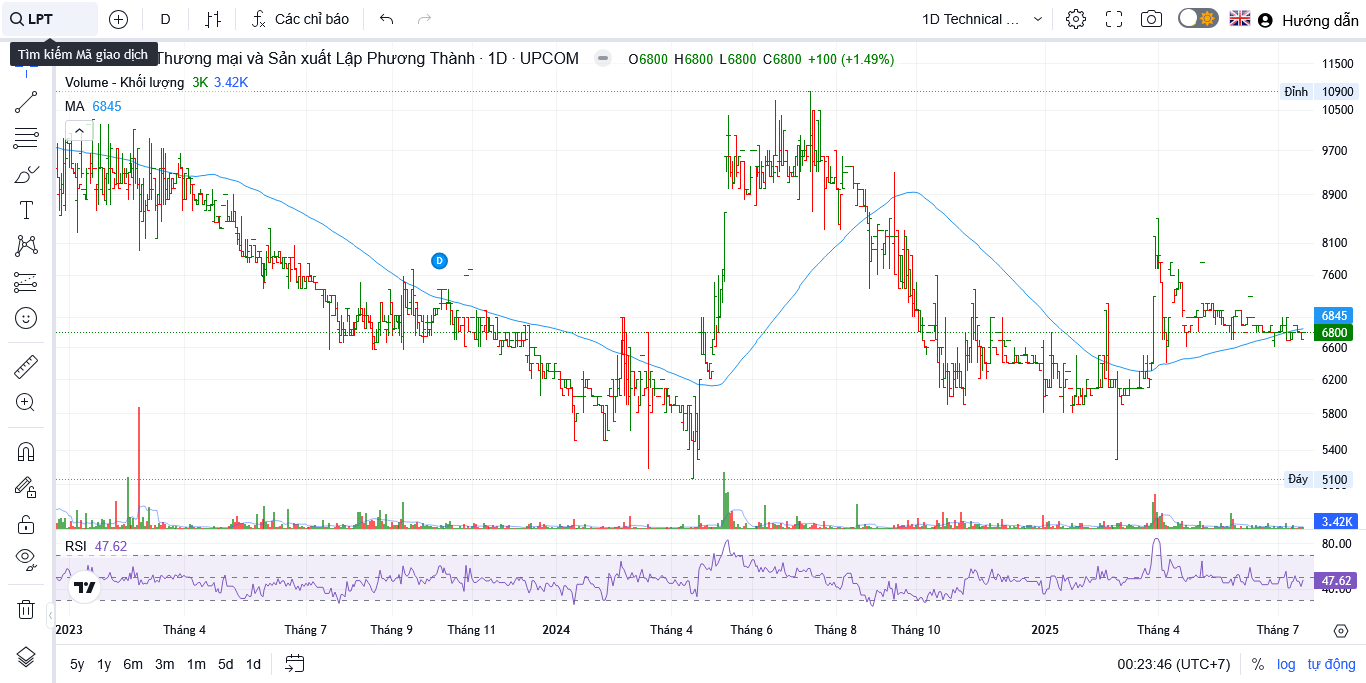 LPT
D
Các chỉ báo
1D Technical ...
Hướng dẫn
Tìm kiếm Mã giao dịch
Thương mại và Sản xuất Lập Phương Thành · 1D · UPCOM
O6800 H6800 L6800 C6800 +100 (+1.49%)
Volume - Khối lượng 3K 3.42K
MA 6845
D
11500
Đỉnh 10900
10500
9700
8900
8100
7600
6845
6800
6600
6200
5800
5400
Đáy 5100
3.42K
RSI 47.62
80.00
47.62
40.00
2023 Tháng 4 Tháng 7 Tháng 9 Tháng 11 2024 Tháng 4 Tháng 6 Tháng 8 Tháng 10 2025 Tháng 4 Tháng 7
5y 1y 6m 3m 1m 5d 1d
00:23:46 (UTC+7) % log tự động